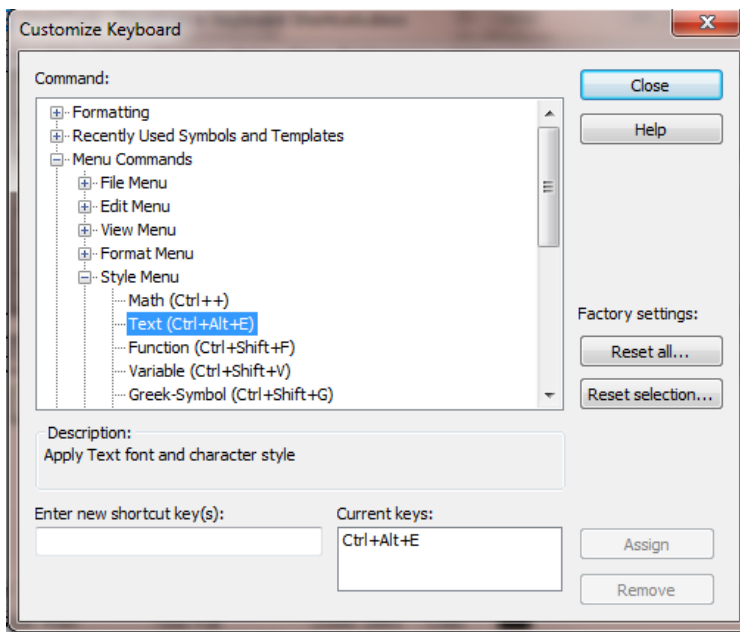 Customize Keyboard
Command:
Close
Help
Formatting
Recently Used Symbols and Templates
Menu Commands
File Menu
Edit Menu
View Menu
Format Menu
Style Menu
Math (Ctrl++)
Text (Ctrl+Alt+E)
Function (Ctrl+Shift+F)
Variable (Ctrl+Shift+V)
Greek-Symbol (Ctrl+Shift+G)
Factory settings:
Reset all...
Reset selection...
Description:
Apply Text font and character style
Enter new shortcut key(s):
Current keys:
Ctrl+Alt+E
Assign
Remove